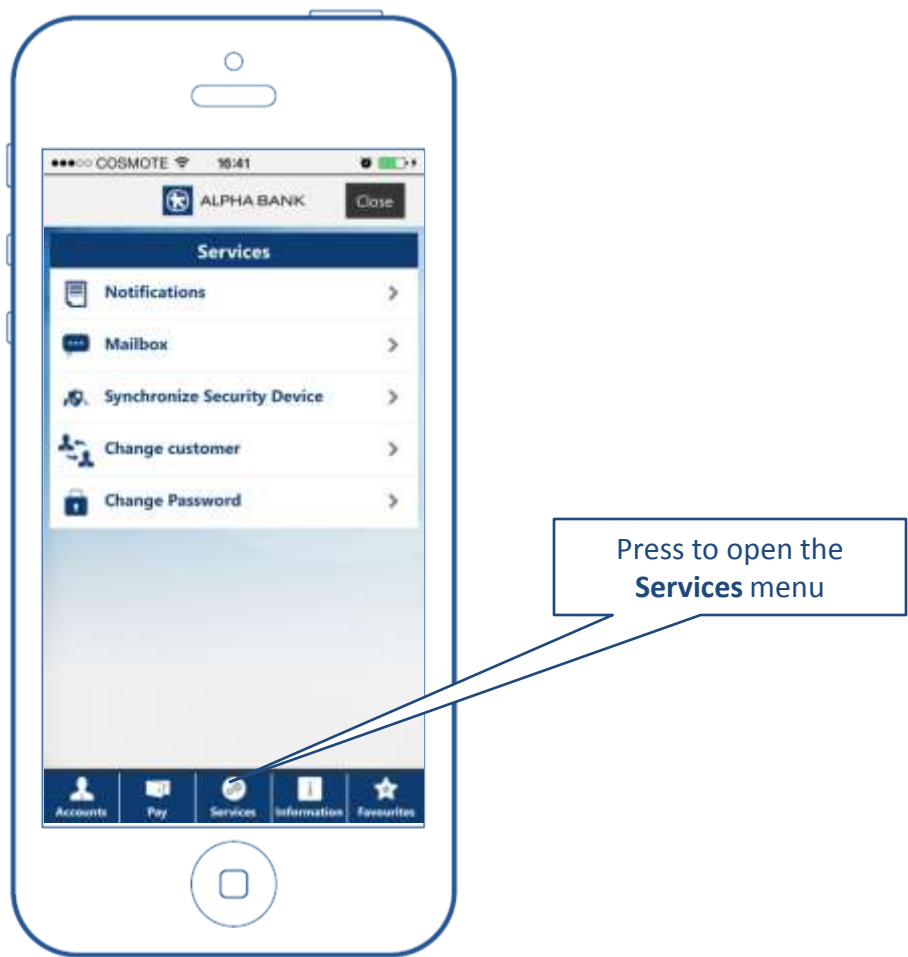 COSMOTE 16:41
ALPHA BANK Close
Services
Notifications
Mailbox
Synchronize Security Device
Change customer
Change Password
Press to open the
Services menu
Accounts Pay Services Information Favourites